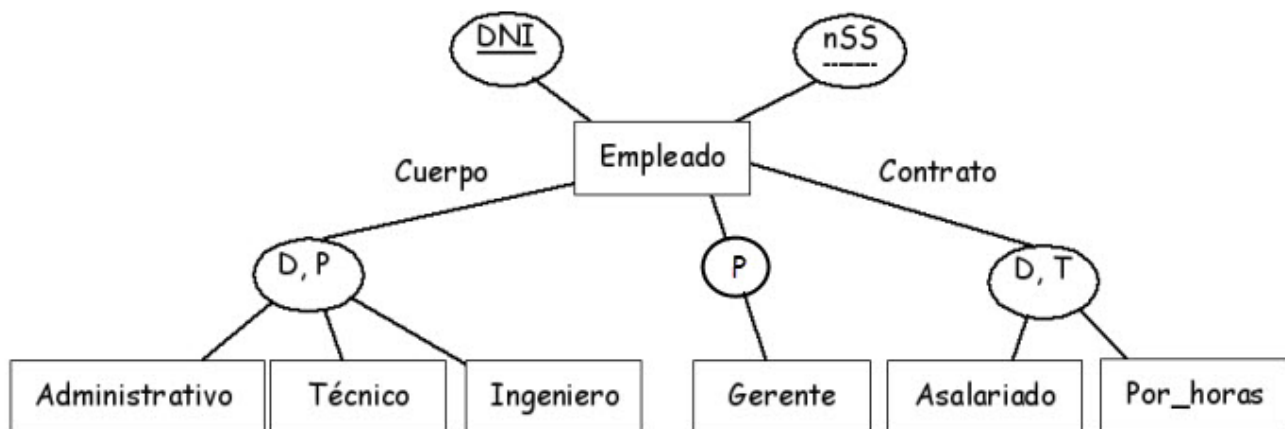 DNI
nSS
Empleado
Cuerpo
Contrato
D, P
P
D, T
Administrativo
Técnico
Ingeniero
Gerente
Asalariado
Por_horas